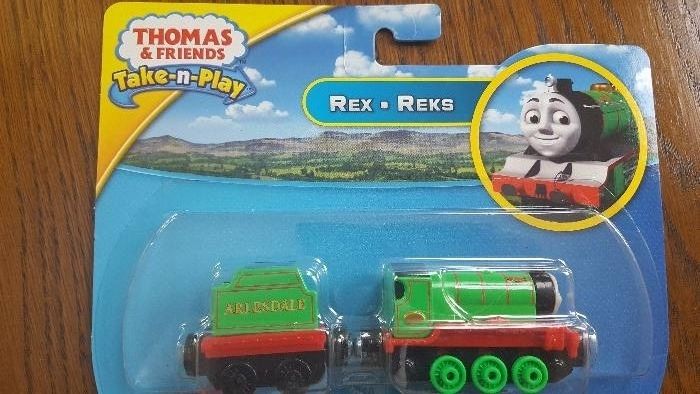 THOMAS
& FRIENDS
Take-n-Play
REX • REKS
ARLESDALE